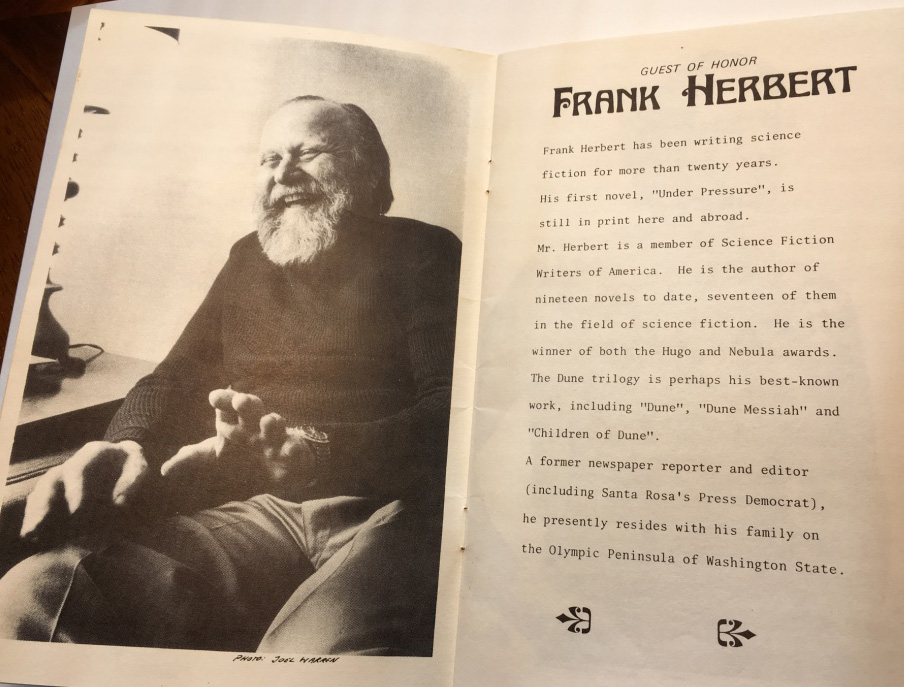 PHOTO: JOEL WARREN
GUEST OF HONOR
FRANK HERBERT
Frank Herbert has been writing science
fiction for more than twenty years.
His first novel, "Under Pressure", is
still in print here and abroad.
Mr. Herbert is a member of Science Fiction
Writers of America.  He is the author of
nineteen novels to date, seventeen of them
in the field of science fiction.  He is the
winner of both the Hugo and Nebula awards.
The Dune trilogy is perhaps his best-known
work, including "Dune", "Dune Messiah" and
"Children of Dune".
A former newspaper reporter and editor
(including Santa Rosa's Press Democrat),
he presently resides with his family on
the Olympic Peninsula of Washington State.